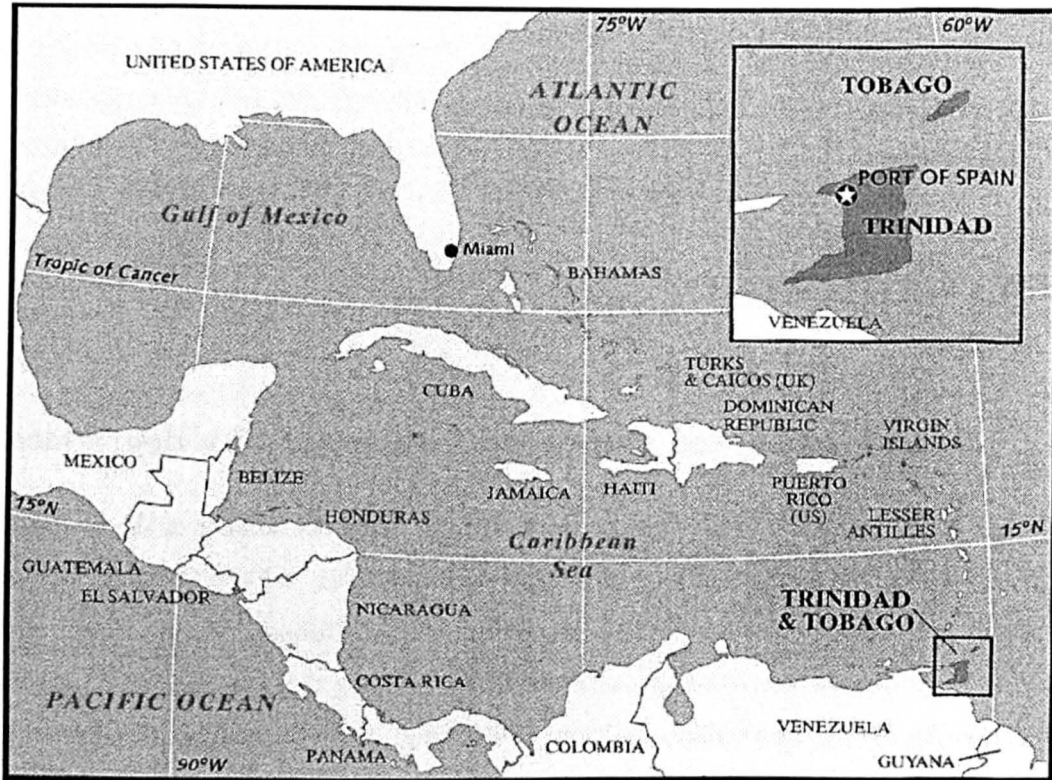 75°W
60°W
UNITED STATES OF AMERICA
ATLANTIC
OCEAN
TOBAGO
PORT OF SPAIN
TRINIDAD
VENEZUELA
Gulf of Mexico
Miami
Tropic of Cancer
BAHAMAS
CUBA
TURKS
& CAICOS (UK)
DOMINICAN
REPUBLIC
VIRGIN
ISLANDS
MEXICO
BELIZE
JAMAICA
HAITI
PUERTO
RICO
(US)
15°N
HONDURAS
LESSER
ANTILLES
15°N
Caribbean
Sea
GUATEMALA
EL SALVADOR
NICARAGUA
TRINIDAD
& TOBAGO
COSTA RICA
PACIFIC OCEAN
VENEZUELA
PANAMA
COLOMBIA
GUYANA
90°W